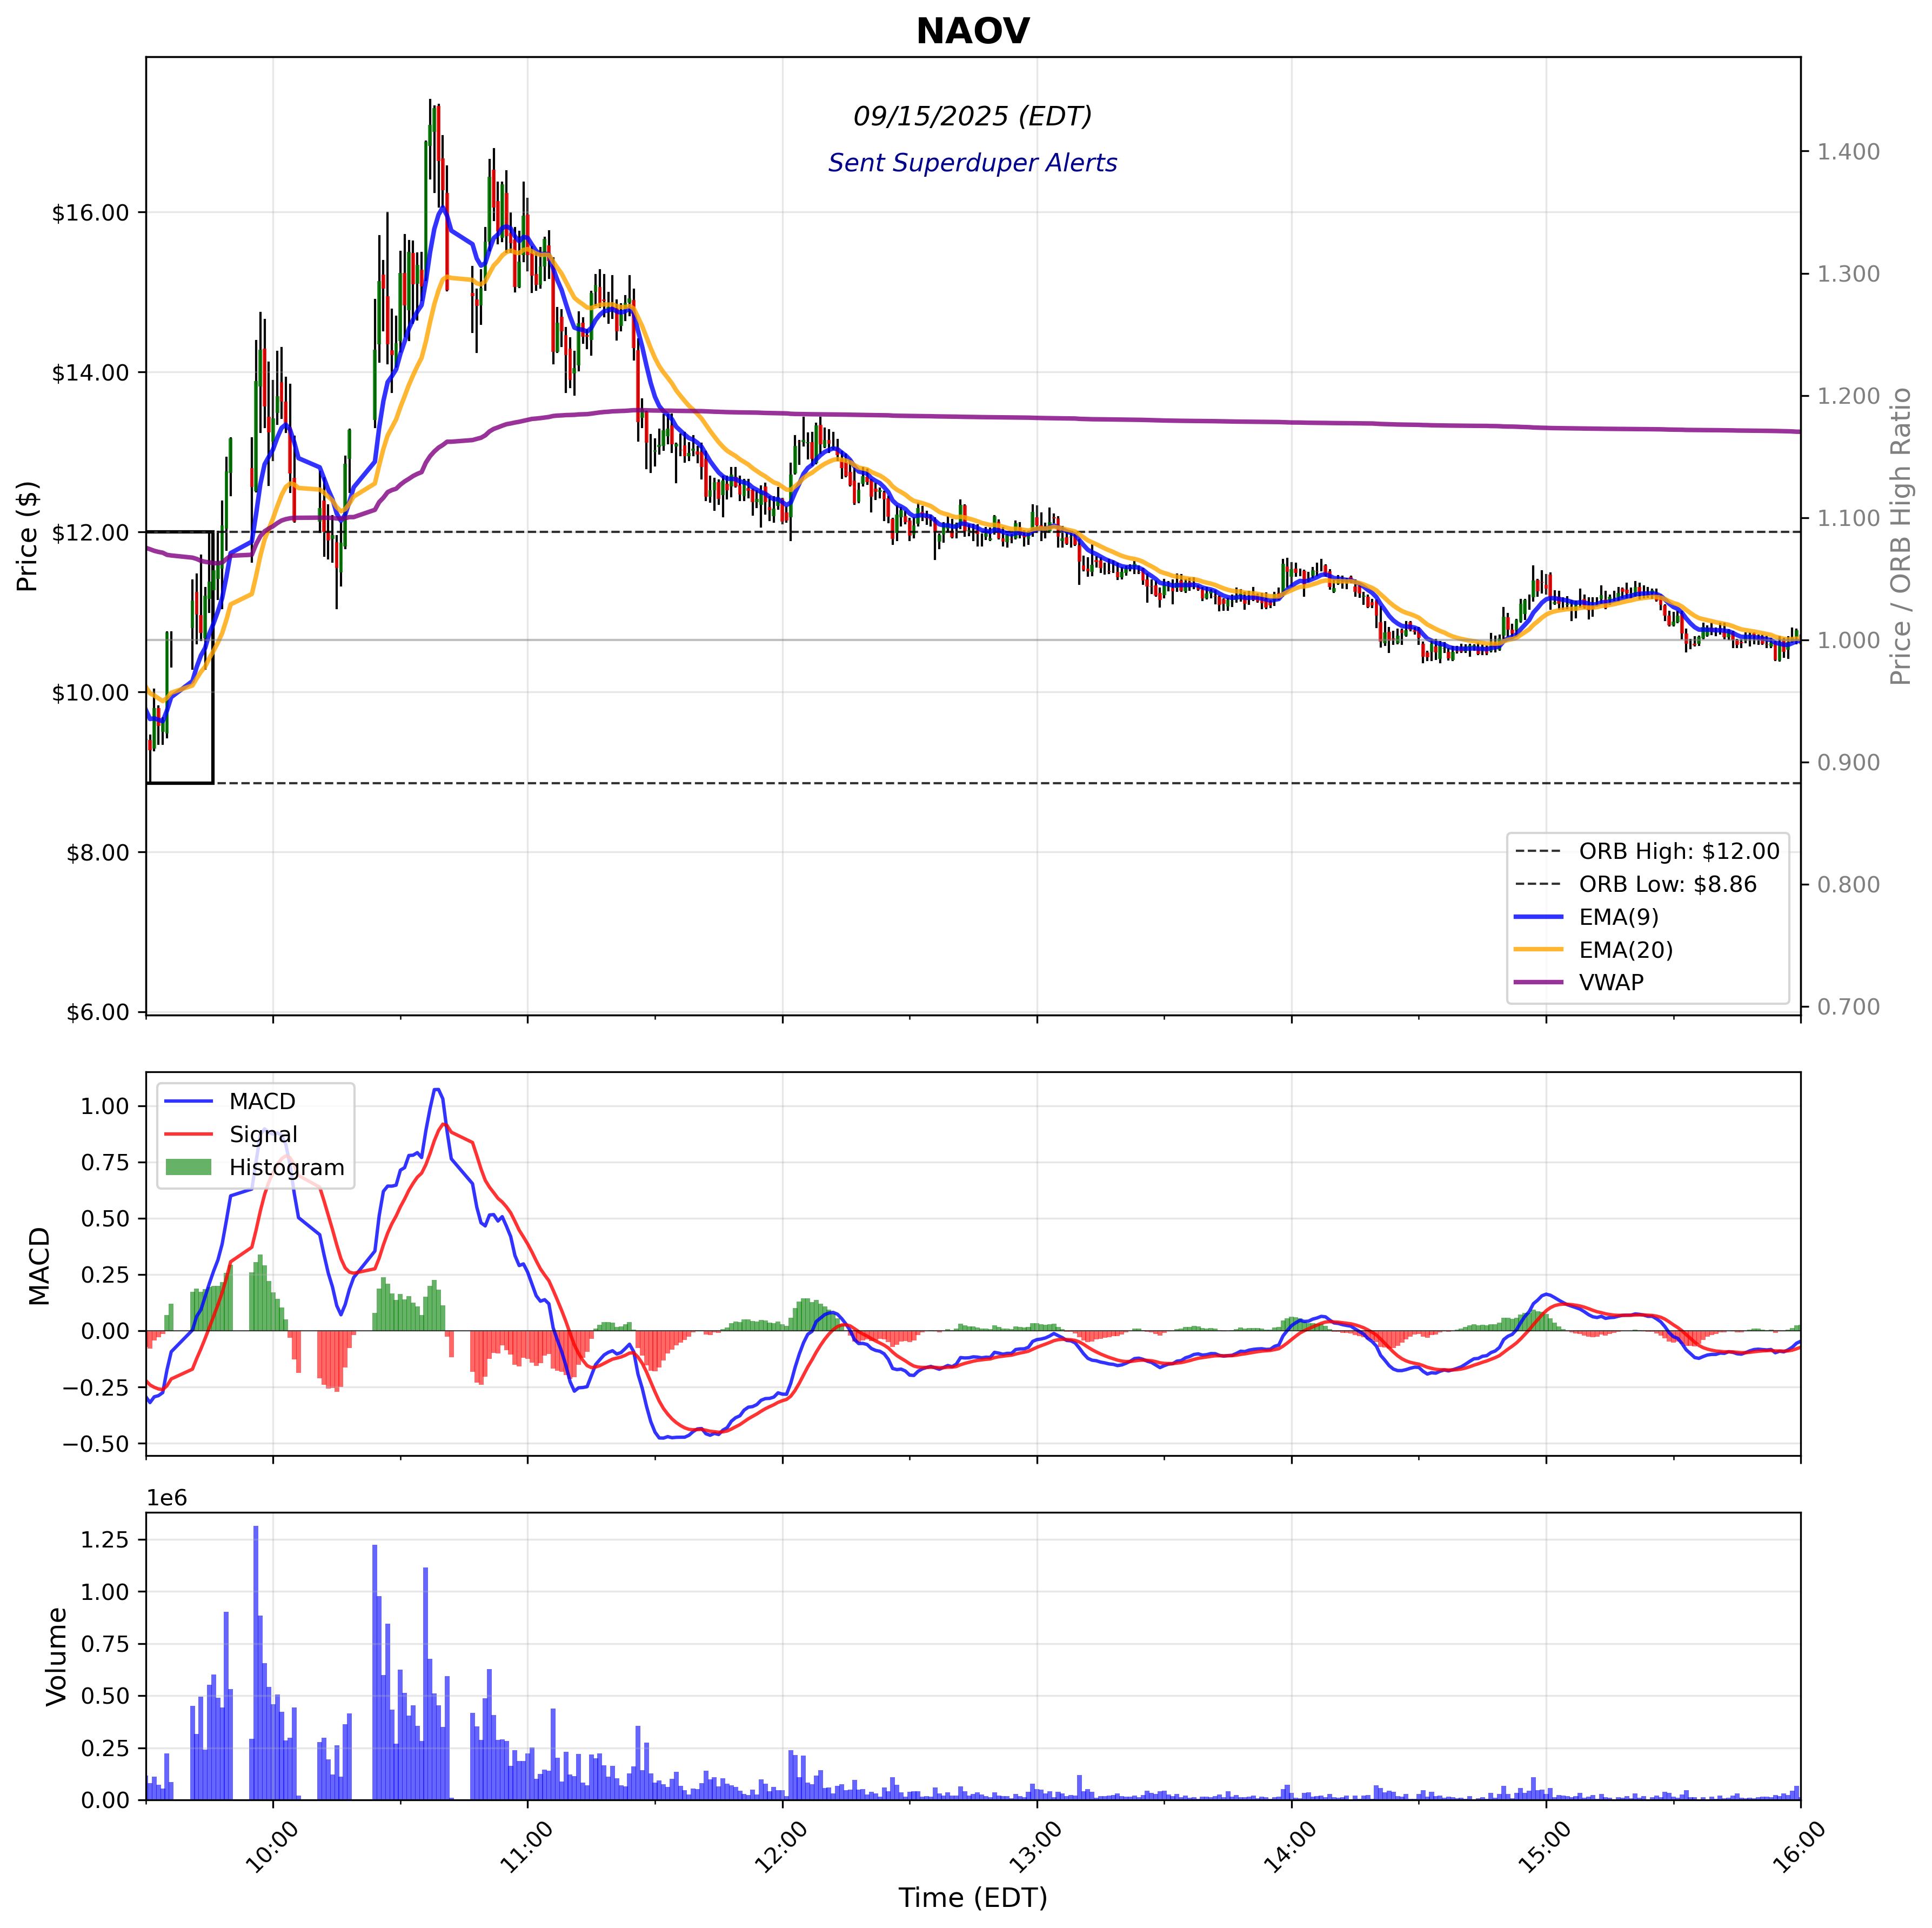 NAOV
09/15/2025 (EDT)
Sent Superduper Alerts
Price ($)
$16.00
$14.00
$12.00
$10.00
$8.00
$6.00
Price / ORB High Ratio
1.400
1.300
1.200
1.100
1.000
0.900
0.800
0.700
ORB High: $12.00
ORB Low: $8.86
EMA(9)
EMA(20)
VWAP
MACD
1.00
0.75
0.50
0.25
0.00
−0.25
−0.50
MACD
Signal
Histogram
1e6
Volume
1.25
1.00
0.75
0.50
0.25
0.00
10:00
11:00
12:00
13:00
14:00
15:00
16:00
Time (EDT)